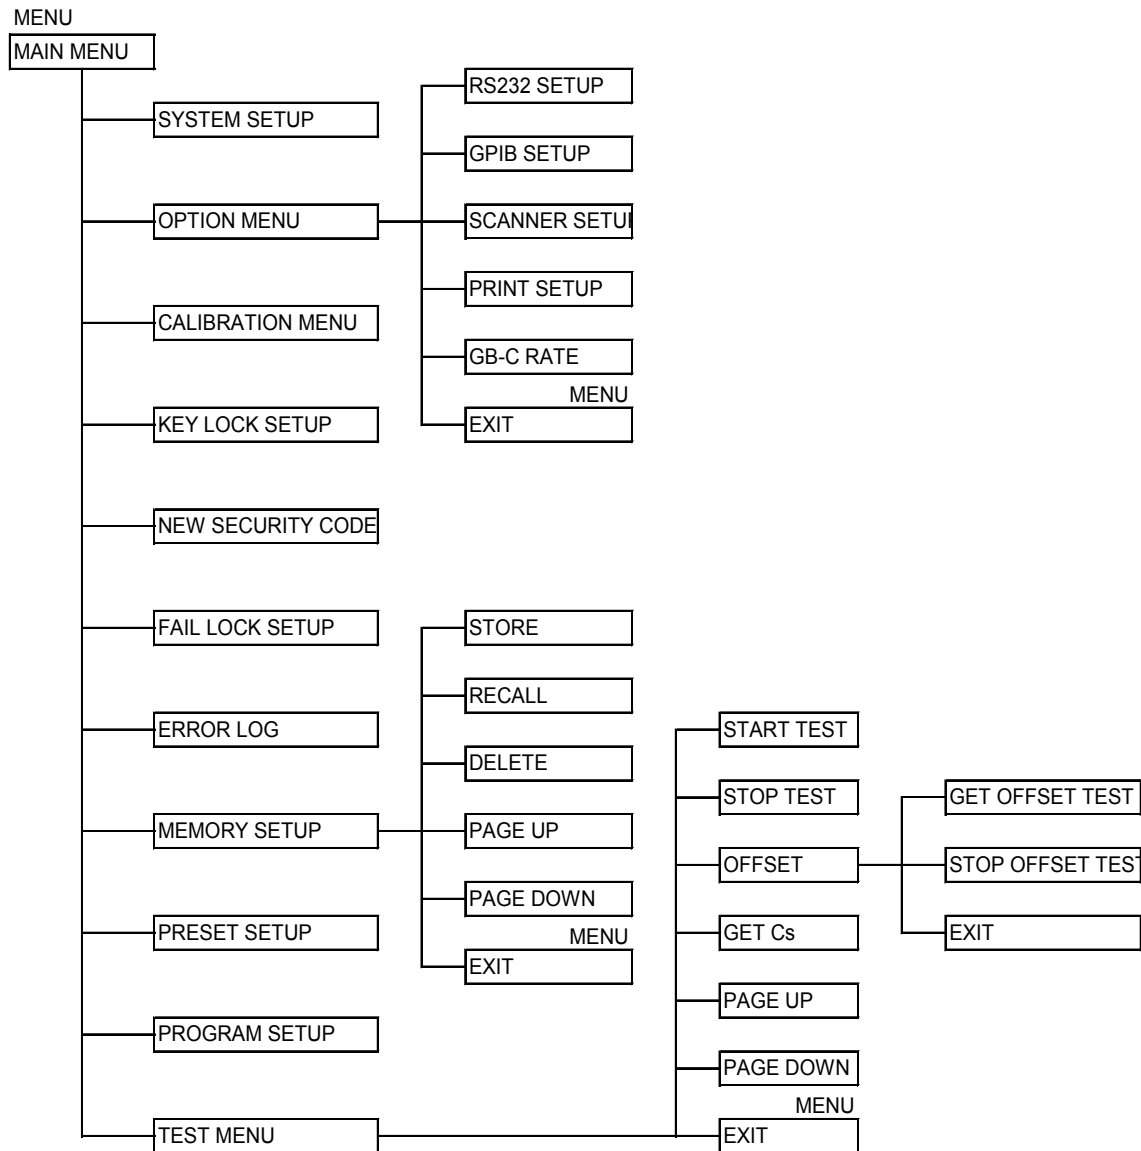 MENU
MAIN MENU
SYSTEM SETUP
OPTION MENU
CALIBRATION MENU
KEY LOCK SETUP
NEW SECURITY CODE
FAIL LOCK SETUP
ERROR LOG
MEMORY SETUP
PRESET SETUP
PROGRAM SETUP
TEST MENU
RS232 SETUP
GPIB SETUP
SCANNER SETUP
PRINT SETUP
GB-C RATE
MENU
EXIT
STORE
RECALL
DELETE
PAGE UP
PAGE DOWN
MENU
EXIT
START TEST
STOP TEST
OFFSET
GET Cs
PAGE UP
PAGE DOWN
MENU
EXIT
GET OFFSET TEST
STOP OFFSET TEST
EXIT